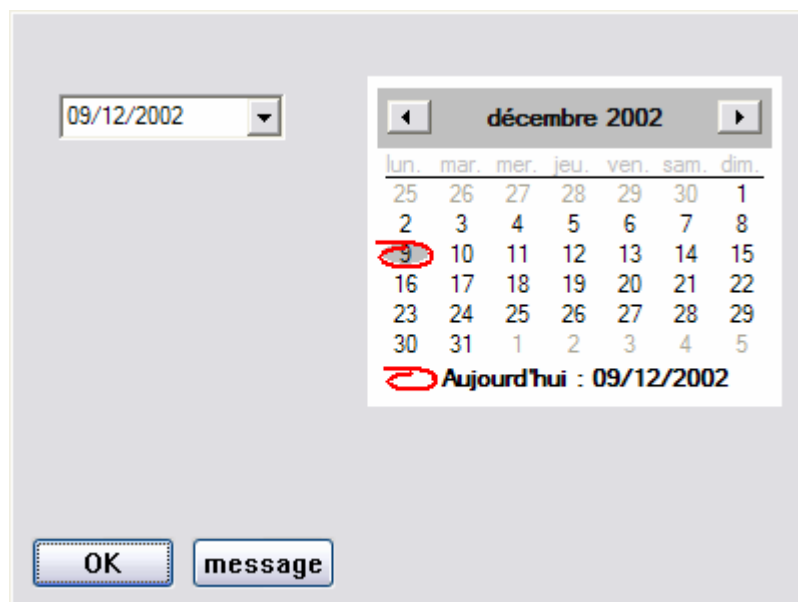 09/12/2002
décembre 2002
lun. mar. mer. jeu. ven. sam. dim.
25 26 27 28 29 30 1
2 3 4 5 6 7 8
9 10 11 12 13 14 15
16 17 18 19 20 21 22
23 24 25 26 27 28 29
30 31 1 2 3 4 5
Aujourd'hui : 09/12/2002
OK message